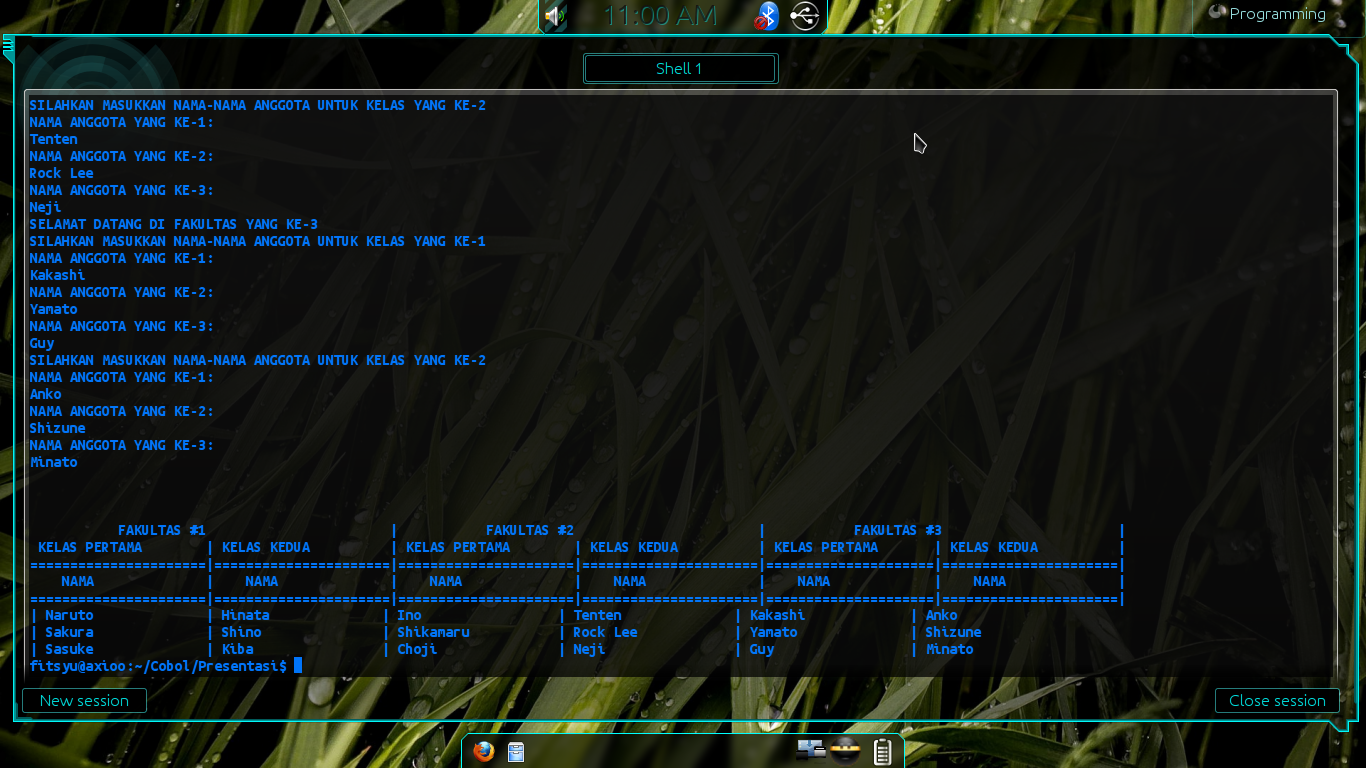 11:00 AM
Programming
Shell 1
SILAHKAN MASUKKAN NAMA-NAMA ANGGOTA UNTUK KELAS YANG KE-2
NAMA ANGGOTA YANG KE-1:
Tenten
NAMA ANGGOTA YANG KE-2:
Rock Lee
NAMA ANGGOTA YANG KE-3:
Neji
SELAMAT DATANG DI FAKULTAS YANG KE-3
SILAHKAN MASUKKAN NAMA-NAMA ANGGOTA UNTUK KELAS YANG KE-1
NAMA ANGGOTA YANG KE-1:
Kakashi
NAMA ANGGOTA YANG KE-2:
Yamato
NAMA ANGGOTA YANG KE-3:
Guy
SILAHKAN MASUKKAN NAMA-NAMA ANGGOTA UNTUK KELAS YANG KE-2
NAMA ANGGOTA YANG KE-1:
Anko
NAMA ANGGOTA YANG KE-2:
Shizune
NAMA ANGGOTA YANG KE-3:
Minato
FAKULTAS #1 | FAKULTAS #2 | FAKULTAS #3 |
KELAS PERTAMA | KELAS KEDUA | KELAS PERTAMA | KELAS KEDUA | KELAS PERTAMA | KELAS KEDUA |
======================|======================|======================|======================|=====================|======================|
NAMA | NAMA | NAMA | NAMA | NAMA | NAMA |
======================|======================|======================|======================|=====================|======================|
| Naruto | Hinata | Ino | Tenten | Kakashi | Anko
| Sakura | Shino | Shikamaru | Rock Lee | Yamato | Shizune
| Sasuke | Kiba | Choji | Neji | Guy | Minato
fitsyu@axioo:~/Cobol/Presentasi$
New session
Close session